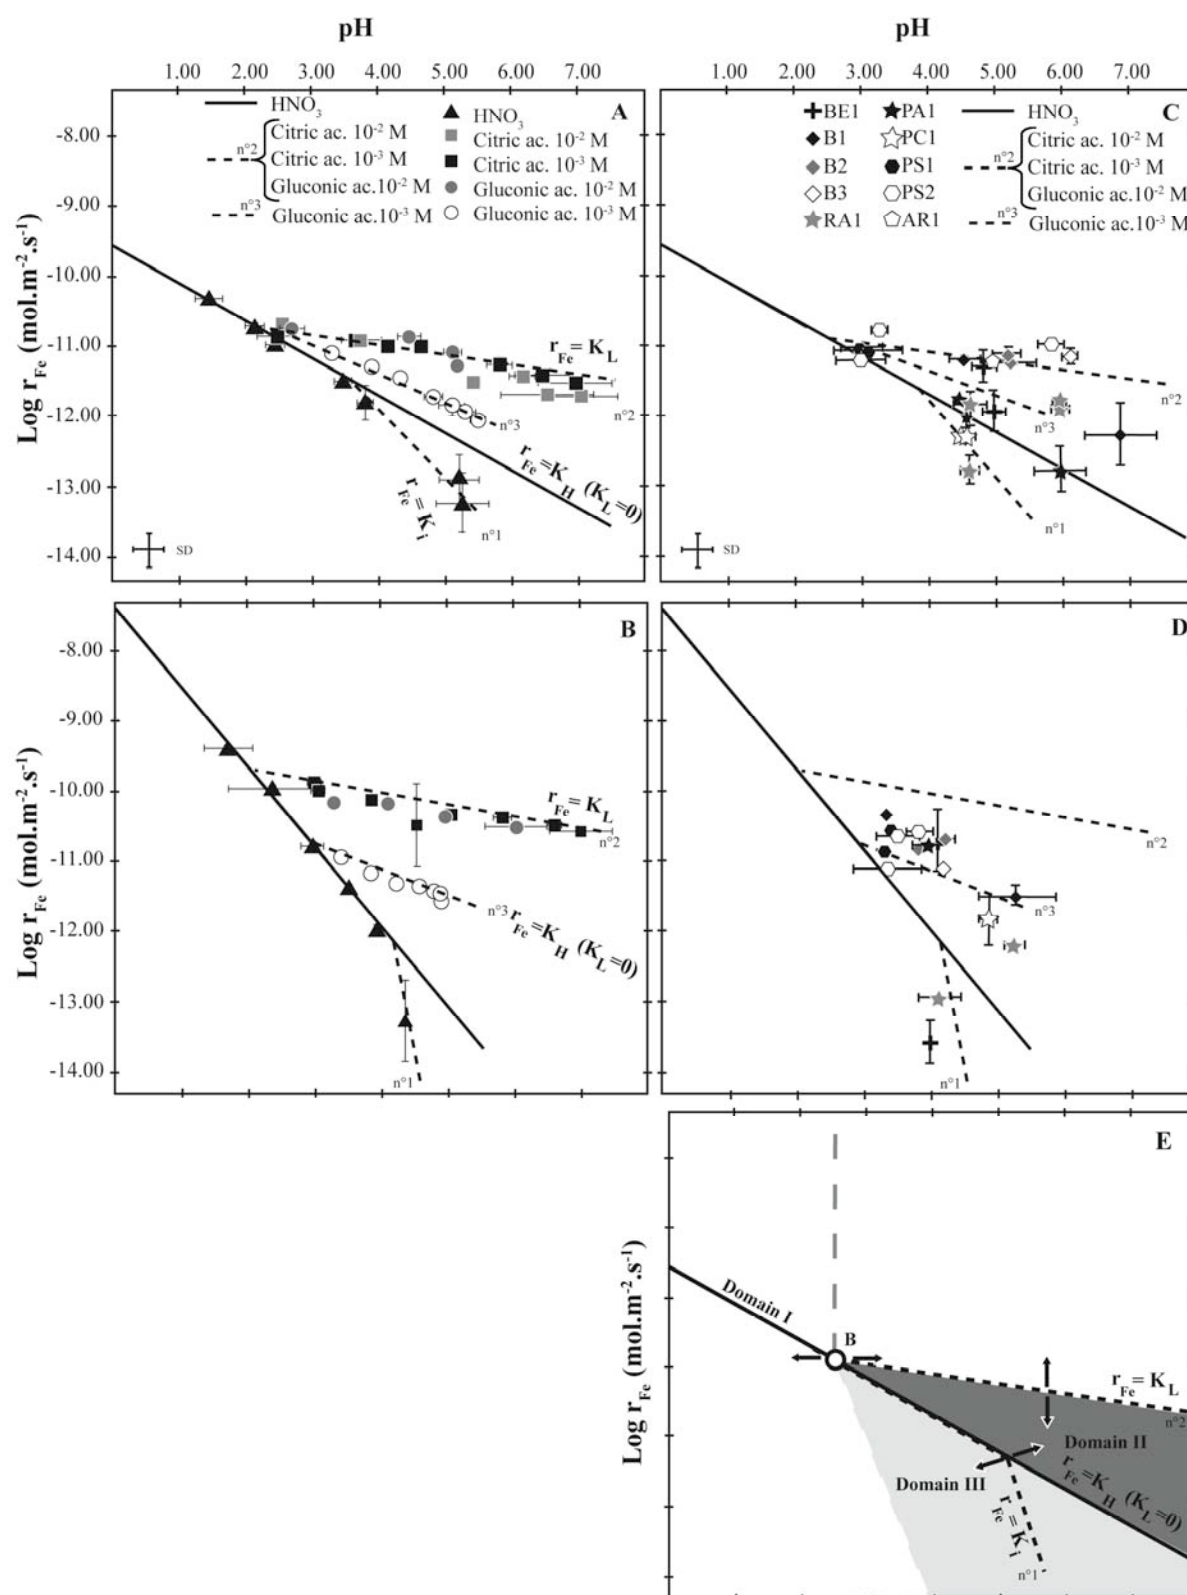 pH
pH
1.00 2.00 3.00 4.00 5.00 6.00 7.00
1.00 2.00 3.00 4.00 5.00 6.00 7.00
A
HNO3
n°2
Citric ac. 10-2 M
Citric ac. 10-3 M
Gluconic ac.10-2 M
n°3
Gluconic ac.10-3 M
HNO3
Citric ac. 10-2 M
Citric ac. 10-3 M
Gluconic ac. 10-2 M
Gluconic ac. 10-3 M
Log rFe (mol.m-2.s-1)
-8.00
-9.00
-10.00
-11.00
-12.00
-13.00
-14.00
rFe = KL
n°2
n°3
rFe=KH (KL=0)
rFe = Ki
n°1
SD
C
BE1
B1
B2
B3
RA1
PA1
PC1
PS1
PS2
AR1
HNO3
n°2
Citric ac. 10-2 M
Citric ac. 10-3 M
Gluconic ac.10-2 M
n°3
Gluconic ac.10-3 M
n°2
n°3
n°1
SD
B
Log rFe (mol.m-2.s-1)
-8.00
-9.00
-10.00
-11.00
-12.00
-13.00
-14.00
rFe = KL
n°2
n°3
rFe=KH (KL=0)
n°1
D
n°2
n°3
n°1
E
Log rFe (mol.m-2.s-1)
Domain I
B
rFe = KL
n°2
Domain II
rFe=KH (KL=0)
Domain III
rFe = Ki
n°1